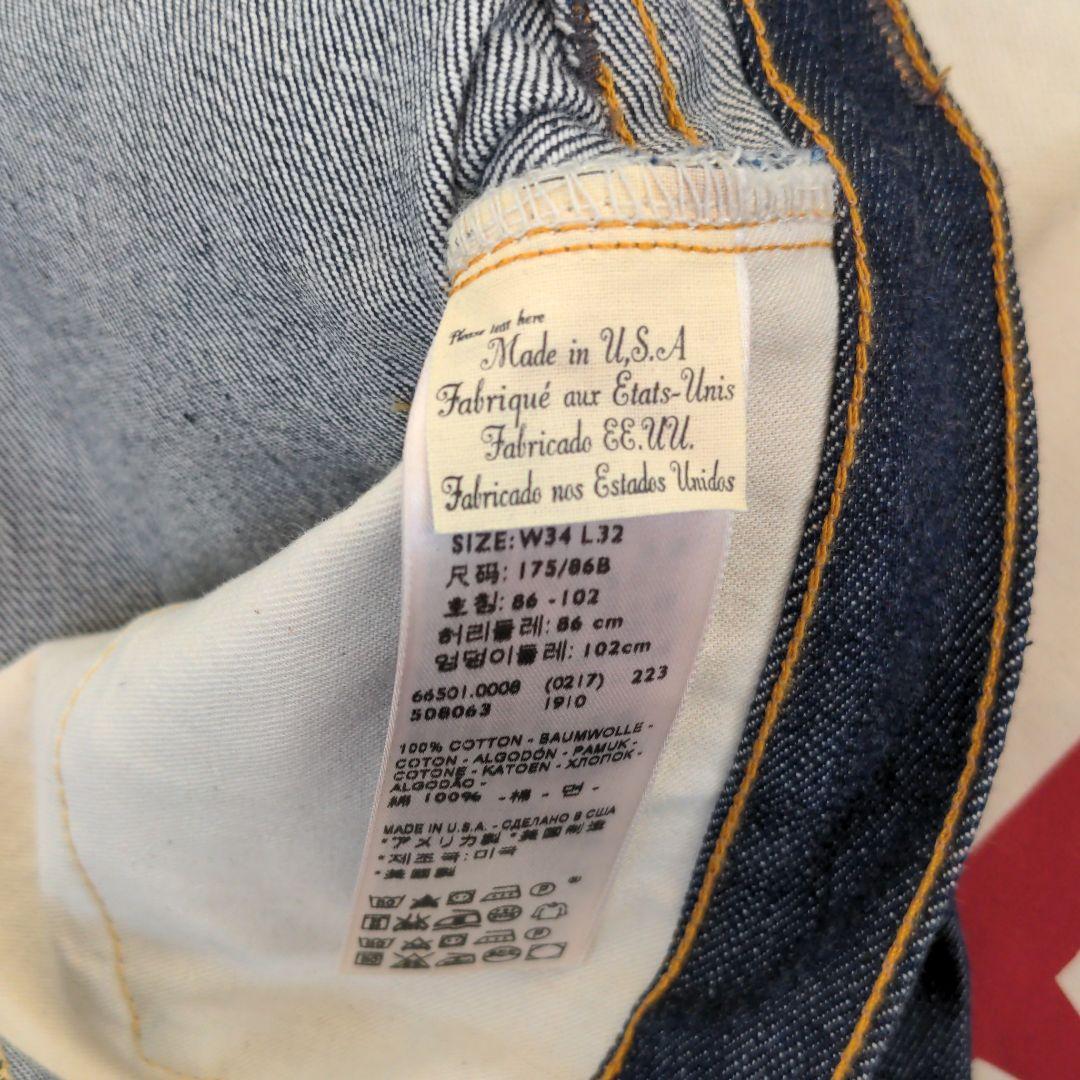 Please test here
Made in U.S.A
Fabriqué aux Etats-Unis
Fabricado EE.UU.
Fabricado nos Estados Unidos
SIZE: W34 L32
尺码: 175/86B
호칭: 86 -102
허리둘레: 86 cm
엉덩이둘레: 102cm
66501.0008 (0217) 223
508063 1910
100% COTTON - BAUMWOLLE -
COTON - ALGODÓN - PAMUK -
COTONE - KATOEN - ХЛОПОК -
ALGODÃO -
綿 100% - 棉 - 면 -
MADE IN U.S.A. - СДЕЛАНО В США
*アメリカ製 *美國制造
*제조국: 미국
*美國製